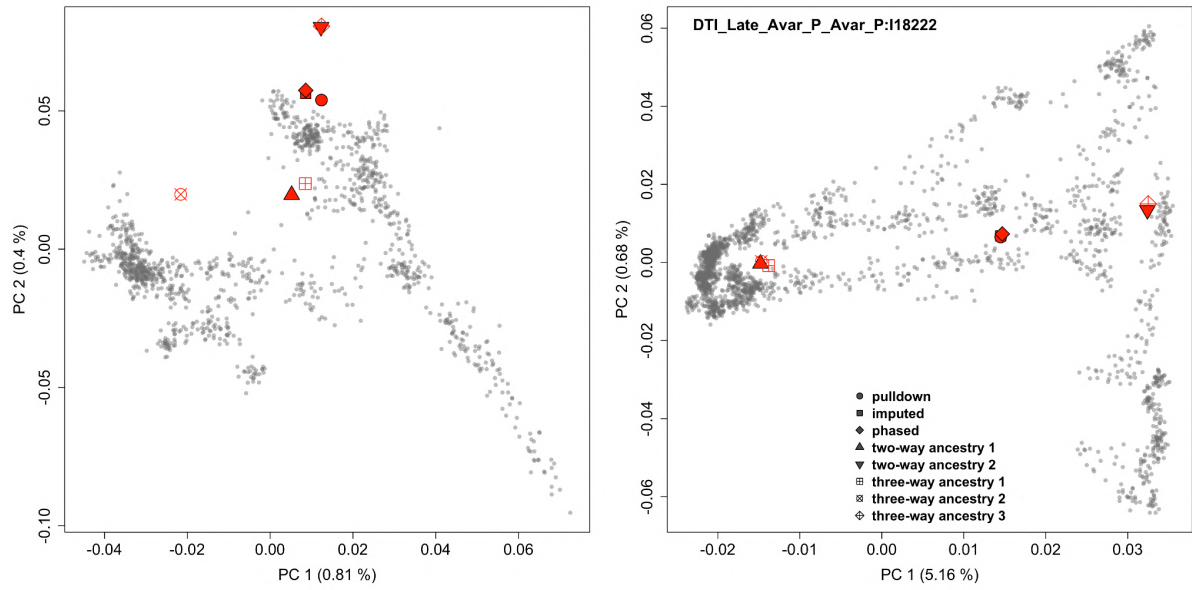 0.05
0.00
-0.05
-0.10
PC 2 (0.4 %)
-0.04
-0.02
0.00
0.02
0.04
0.06
PC 1 (0.81 %)
DTI_Late_Avar_P_Avar_P:I18222
0.06
0.04
0.02
0.00
-0.02
-0.04
-0.06
PC 2 (0.68 %)
pulldown
imputed
phased
two-way ancestry 1
two-way ancestry 2
three-way ancestry 1
three-way ancestry 2
three-way ancestry 3
-0.02
-0.01
0.00
0.01
0.02
0.03
PC 1 (5.16 %)